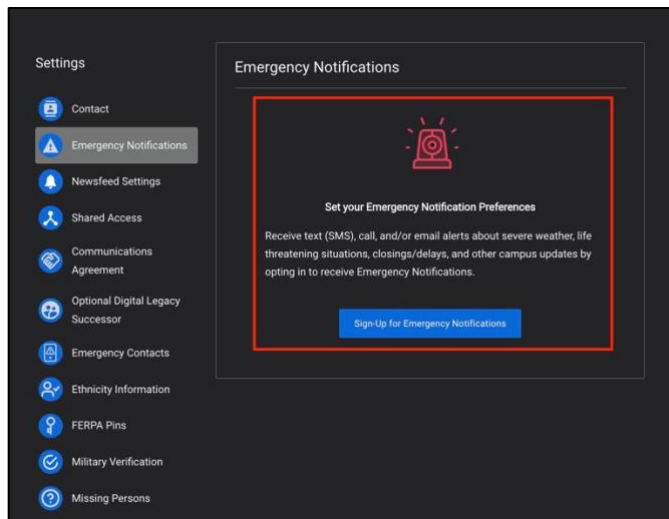 Settings
Contact
Emergency Notifications
Newsfeed Settings
Shared Access
Communications
Agreement
Optional Digital Legacy
Successor
Emergency Contacts
Ethnicity Information
FERPA Pins
Military Verification
Missing Persons
Emergency Notifications
Set your Emergency Notification Preferences
Receive text (SMS), call, and/or email alerts about severe weather, life
threatening situations, closings/delays, and other campus updates by
opting in to receive Emergency Notifications.
Sign-Up for Emergency Notifications